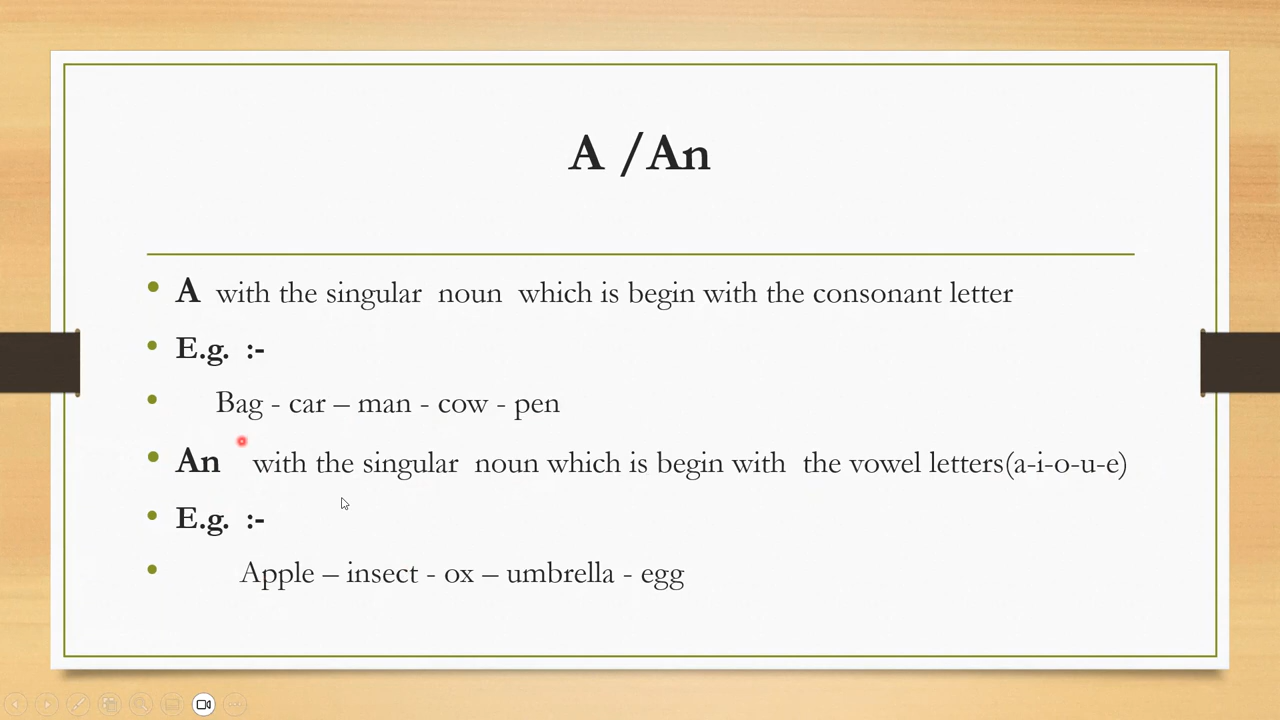 A /An
A with the singular noun which is begin with the consonant letter
E.g. :-
Bag - car – man - cow - pen
An with the singular noun which is begin with the vowel letters(a-i-o-u-e)
E.g. :-
Apple – insect - ox – umbrella - egg